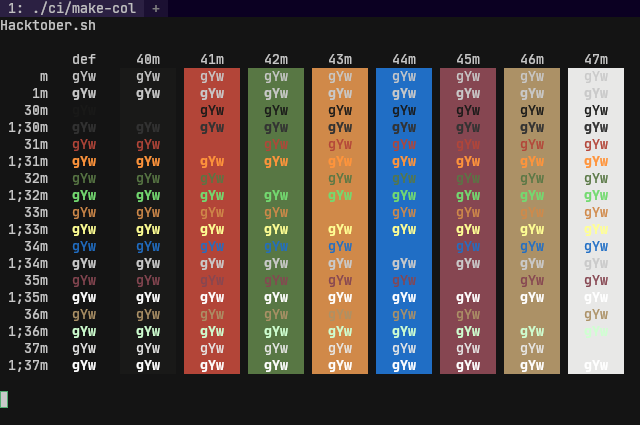 1: ./ci/make-col +
Hacktober.sh
def 40m 41m 42m 43m 44m 45m 46m 47m
m gYw gYw gYw gYw gYw gYw gYw gYw gYw
1m gYw gYw gYw gYw gYw gYw gYw gYw gYw
30m gYw gYw gYw gYw gYw gYw gYw
1;30m gYw gYw gYw gYw gYw gYw gYw gYw gYw
31m gYw gYw gYw gYw gYw gYw gYw gYw
1;31m gYw gYw gYw gYw gYw gYw gYw gYw gYw
32m gYw gYw gYw gYw gYw gYw gYw gYw
1;32m gYw gYw gYw gYw gYw gYw gYw gYw gYw
33m gYw gYw gYw gYw gYw gYw gYw gYw
1;33m gYw gYw gYw gYw gYw gYw gYw gYw gYw
34m gYw gYw gYw gYw gYw gYw gYw gYw
1;34m gYw gYw gYw gYw gYw gYw gYw gYw gYw
35m gYw gYw gYw gYw gYw gYw gYw gYw
1;35m gYw gYw gYw gYw gYw gYw gYw gYw gYw
36m gYw gYw gYw gYw gYw gYw gYw gYw
1;36m gYw gYw gYw gYw gYw gYw gYw gYw gYw
37m gYw gYw gYw gYw gYw gYw gYw gYw
1;37m gYw gYw gYw gYw gYw gYw gYw gYw gYw